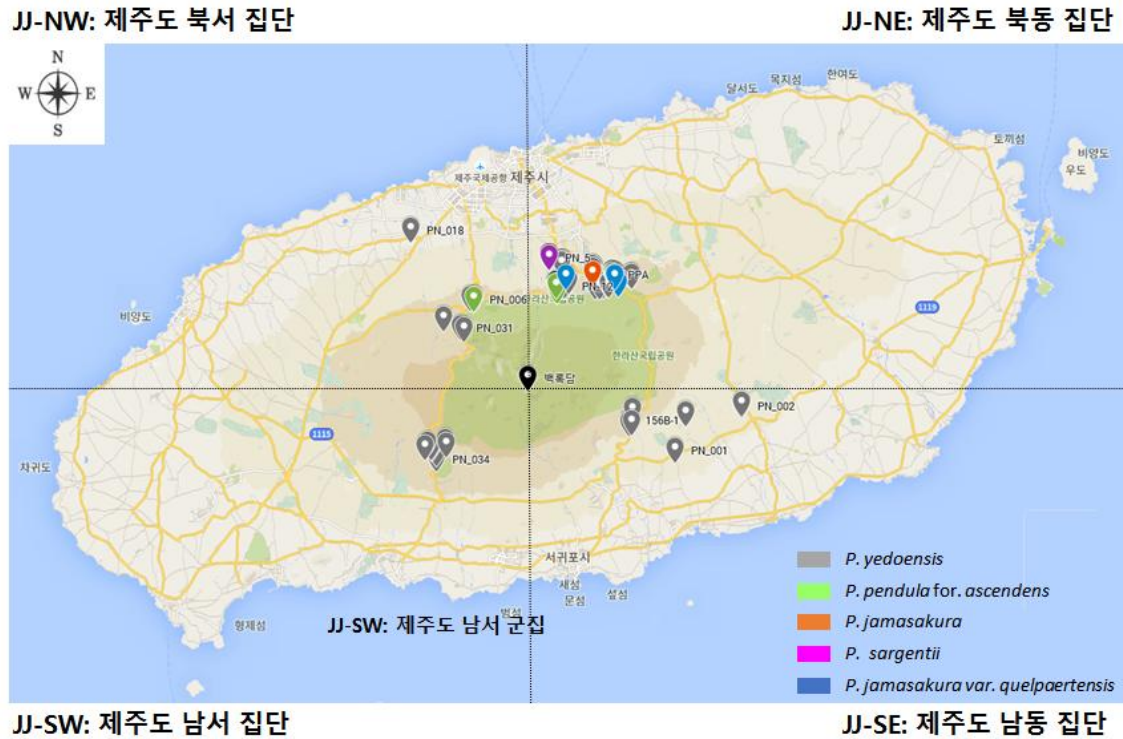 JJ-NW: 제주도 북서 집단
JJ-NE: 제주도 북동 집단
N
W E
S
달서도
목지섬
한여도
토끼섬
비양도
우도
제주국제공항
제주시
PN_018
PN_5
PPA
PN_12
PN_006
한라산국립공원
비양도
PN_031
1119
백록담
PN_002
156B-1
PN_001
1115
PN_034
차귀도
서귀포시
새섬
문섬
섶섬
범섬
형제섬
JJ-SW: 제주도 남서 군집
P. yedoensis
P. pendula for. ascendens
P. jamasakura
P. sargentii
P. jamasakura var. quelpaertensis
JJ-SW: 제주도 남서 집단
JJ-SE: 제주도 남동 집단